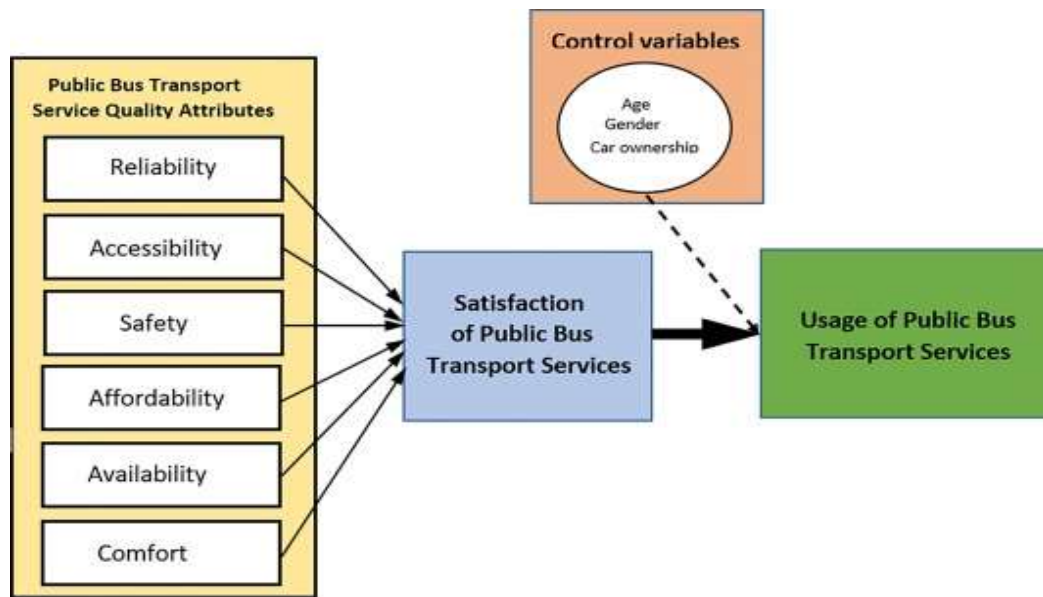 Public Bus Transport
Service Quality Attributes
Reliability
Accessibility
Safety
Affordability
Availability
Comfort
Satisfaction
of Public Bus
Transport Services
Control variables
Age
Gender
Car ownership
Usage of Public Bus
Transport Services